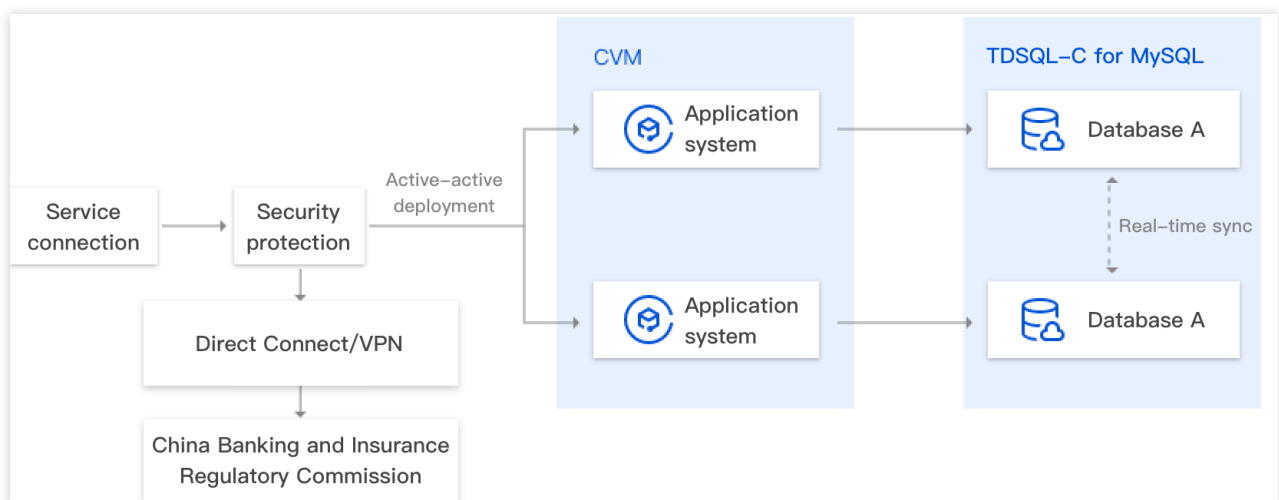 CVM
TDSQL-C for MySQL
Application
system
Database A
Active-active
deployment
Service
connection
Security
protection
Real-time sync
Application
system
Database A
Direct Connect/VPN
China Banking and Insurance
Regulatory Commission